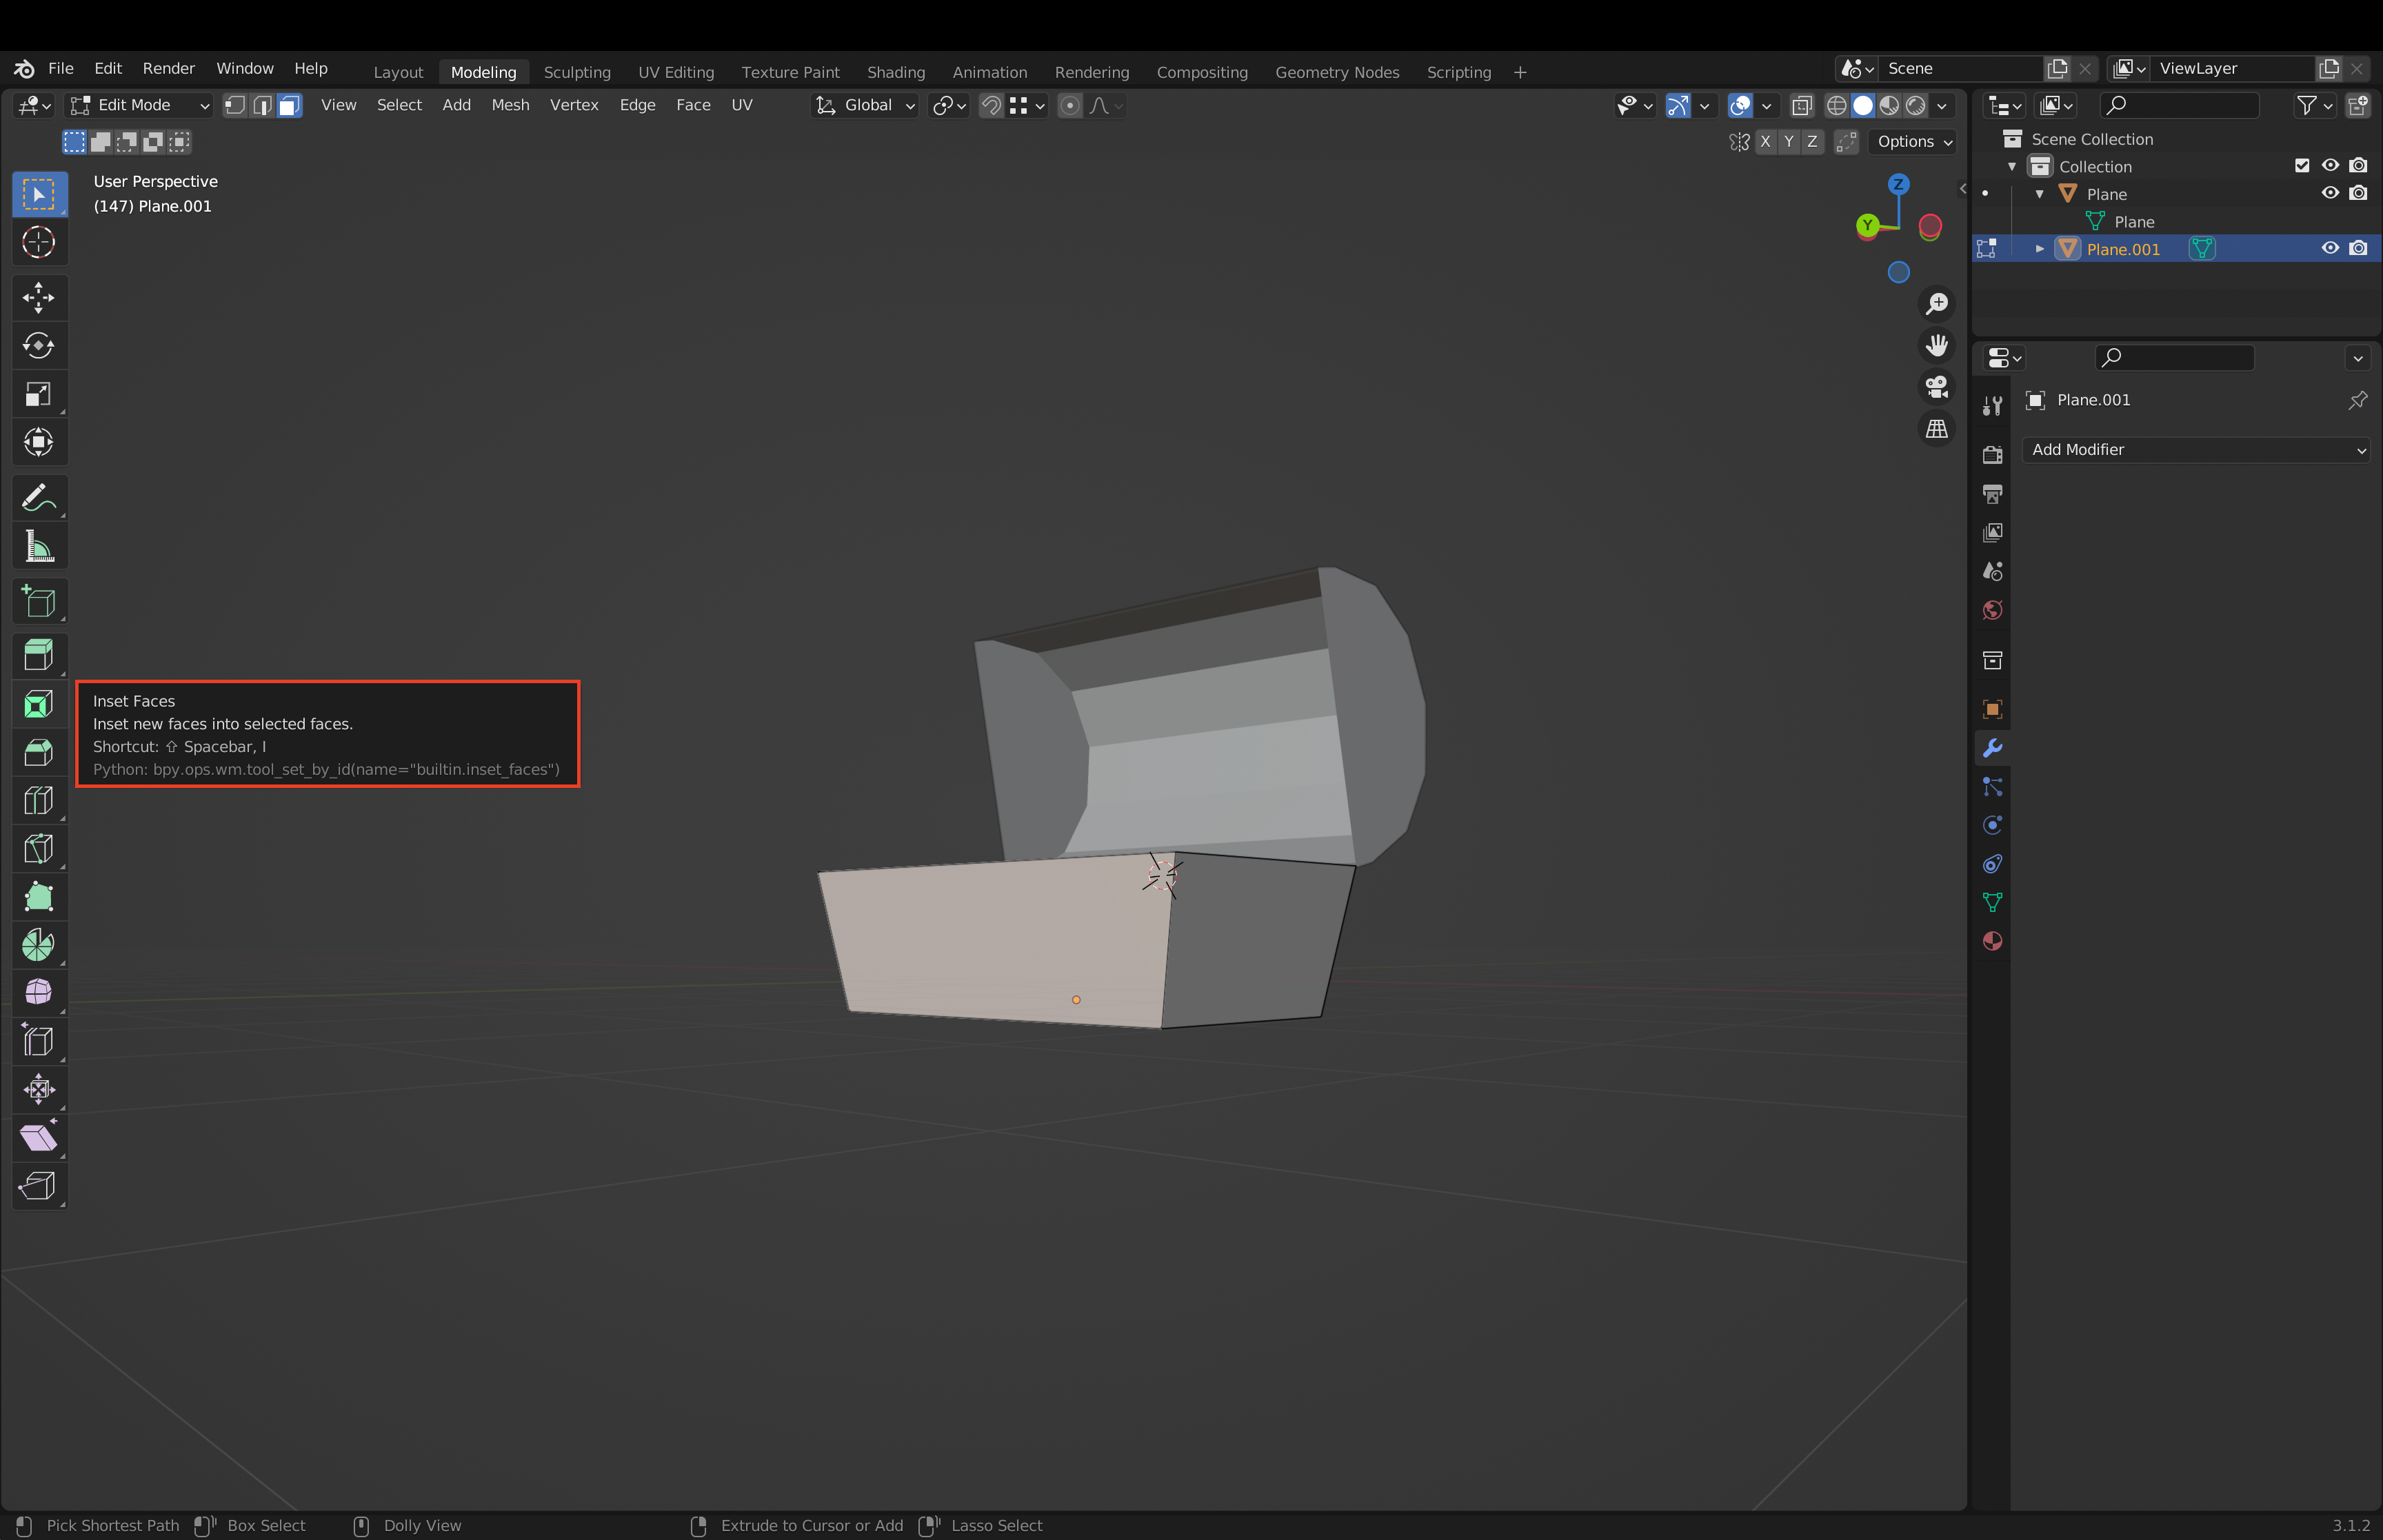 File Edit Render Window Help Layout Modeling Sculpting UV Editing Texture Paint Shading Animation Rendering Compositing Geometry Nodes Scripting + Scene ViewLayer
Edit Mode View Select Add Mesh Vertex Edge Face UV Global
X Y Z Options
User Perspective
(147) Plane.001
Z
Y
Scene Collection
Collection
Plane
Plane
Plane.001
Plane.001
Add Modifier
Inset Faces
Inset new faces into selected faces.
Shortcut: ⇧ Spacebar, I
Python: bpy.ops.wm.tool_set_by_id(name="builtin.inset_faces")
Pick Shortest Path Box Select Dolly View Extrude to Cursor or Add Lasso Select 3.1.2